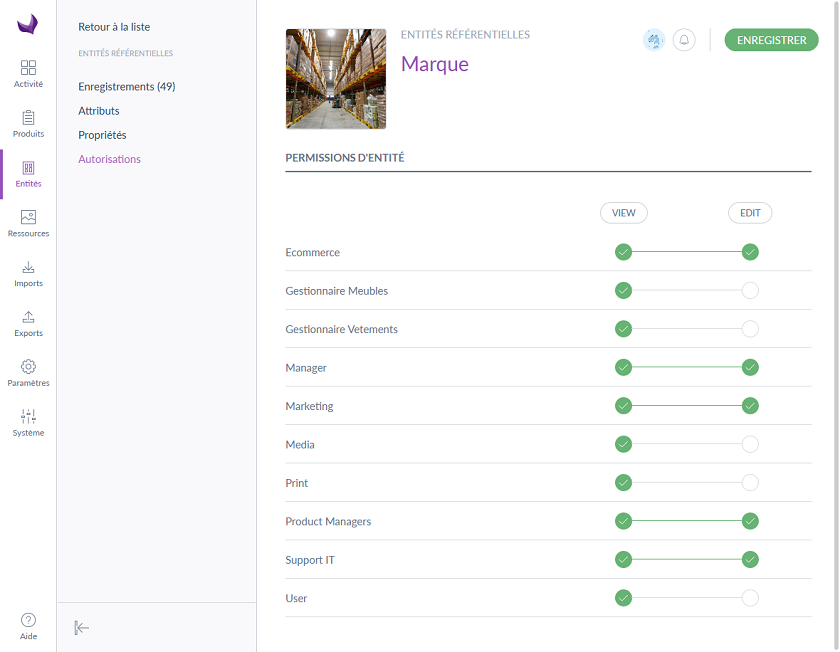 Activité
Produits
Entités
Ressources
Imports
Exports
Paramètres
Système
Aide
Retour à la liste
ENTITÉS RÉFÉRENTIELLES
Enregistrements (49)
Attributs
Propriétés
Autorisations
ENTITÉS RÉFÉRENTIELLES
Marque
ENREGISTRER
PERMISSIONS D'ENTITÉ
VIEW EDIT
Ecommerce
Gestionnaire Meubles
Gestionnaire Vetements
Manager
Marketing
Media
Print
Product Managers
Support IT
User